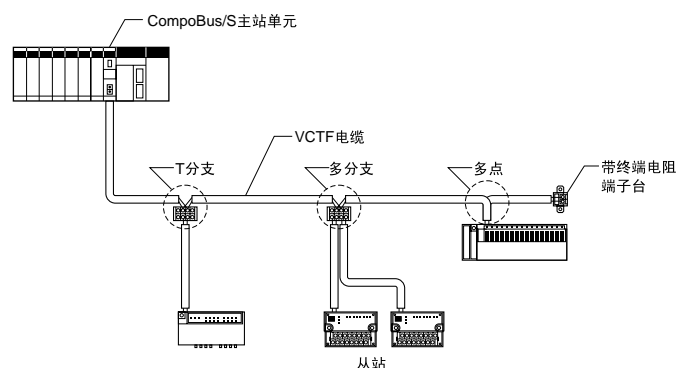 CompoBus/S主站单元
VCTF电缆
T分支
多分支
多点
带终端电阻
端子台
从站